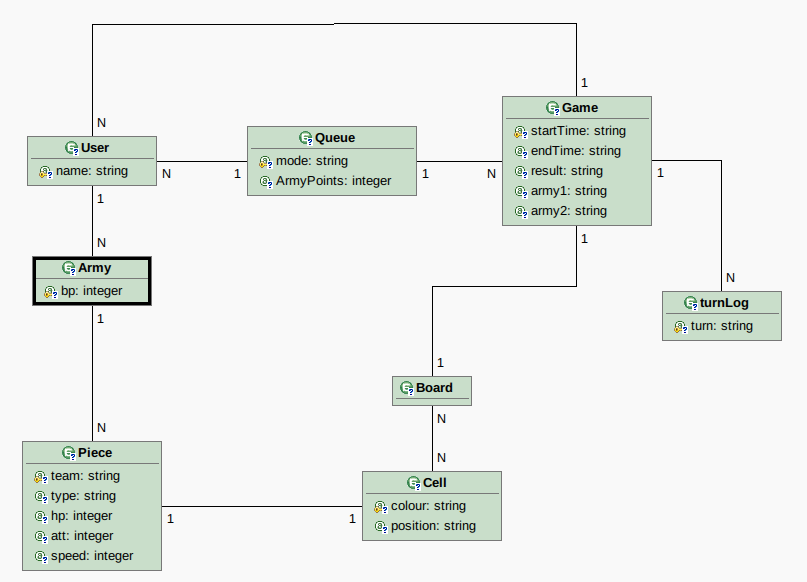 1
N
User
name: string
N
1
Queue
mode: string
ArmyPoints: integer
1
N
Game
startTime: string
endTime: string
result: string
army1: string
army2: string
1
N
turnLog
turn: string
1
N
Army
bp: integer
1
N
1
1
Board
N
N
Piece
team: string
type: string
hp: integer
att: integer
speed: integer
1
1
Cell
colour: string
position: string